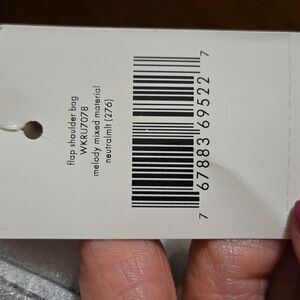 flap shoulder bag
WKRU7078
melody mixed material
neutralmlt (276)
7 67883 69522 7